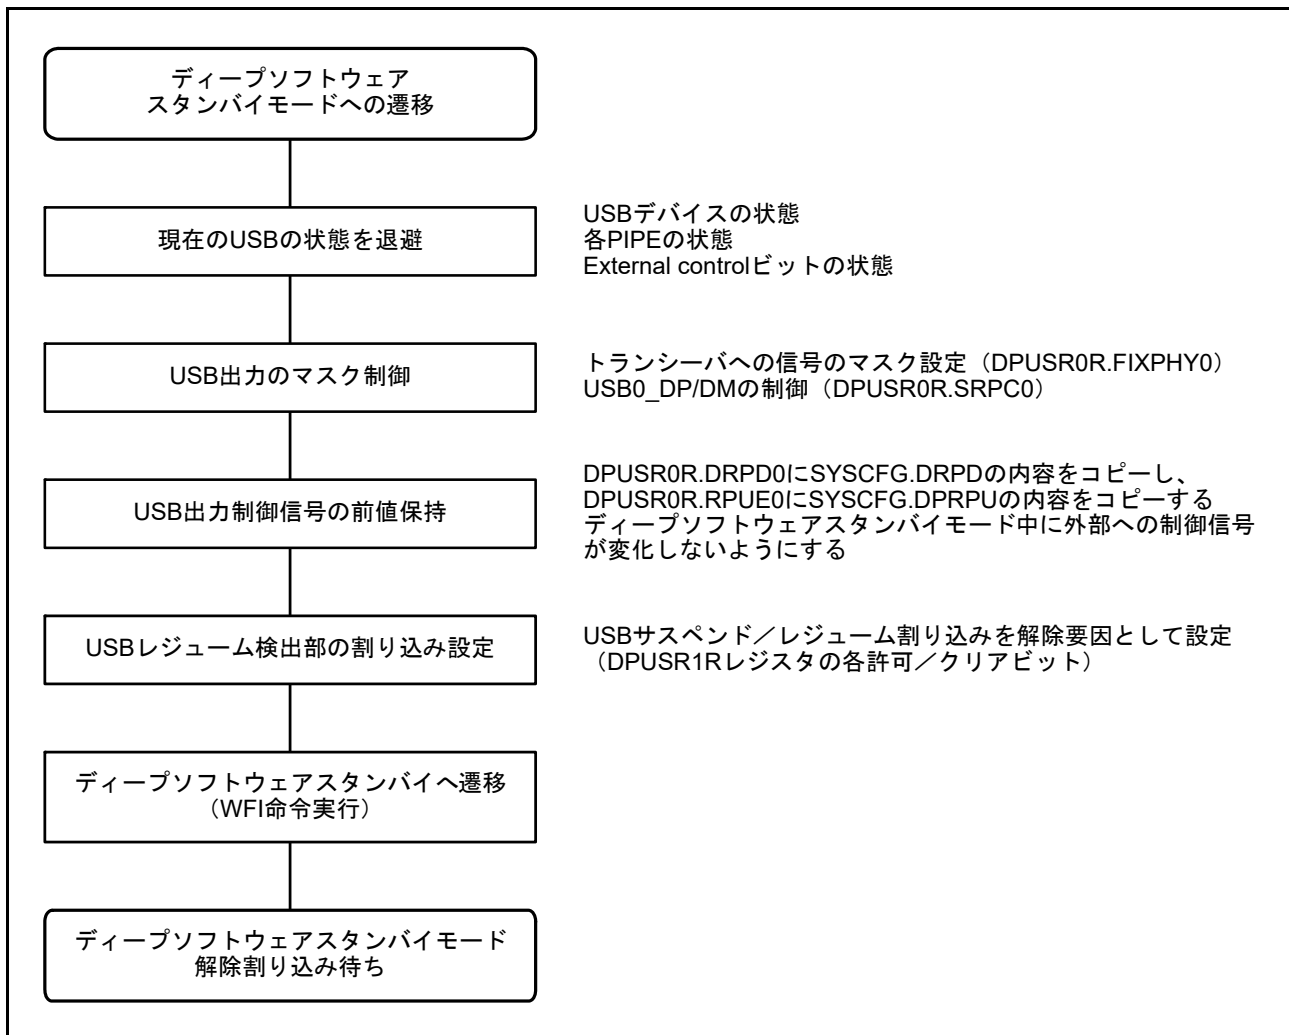 ディープソフトウェア
スタンバイモードへの遷移
現在のUSBの状態を退避
USBデバイスの状態
各PIPEの状態
External controlビットの状態
USB出力のマスク制御
トランシーバへの信号のマスク設定（DPUSR0R.FIXPHY0）
USB0_DP/DMの制御（DPUSR0R.SRPC0）
USB出力制御信号の前値保持
DPUSR0R.DRPD0にSYSCFG.DRPDの内容をコピーし、
DPUSR0R.RPUE0にSYSCFG.DPRPUの内容をコピーする
ディープソフトウェアスタンバイモード中に外部への制御信号
が変化しないようにする
USBレジューム検出部の割り込み設定
USBサスペンド／レジューム割り込みを解除要因として設定
（DPUSR1Rレジスタの各許可／クリアビット）
ディープソフトウェアスタンバイへ遷移
（WFI命令実行）
ディープソフトウェアスタンバイモード
解除割り込み待ち